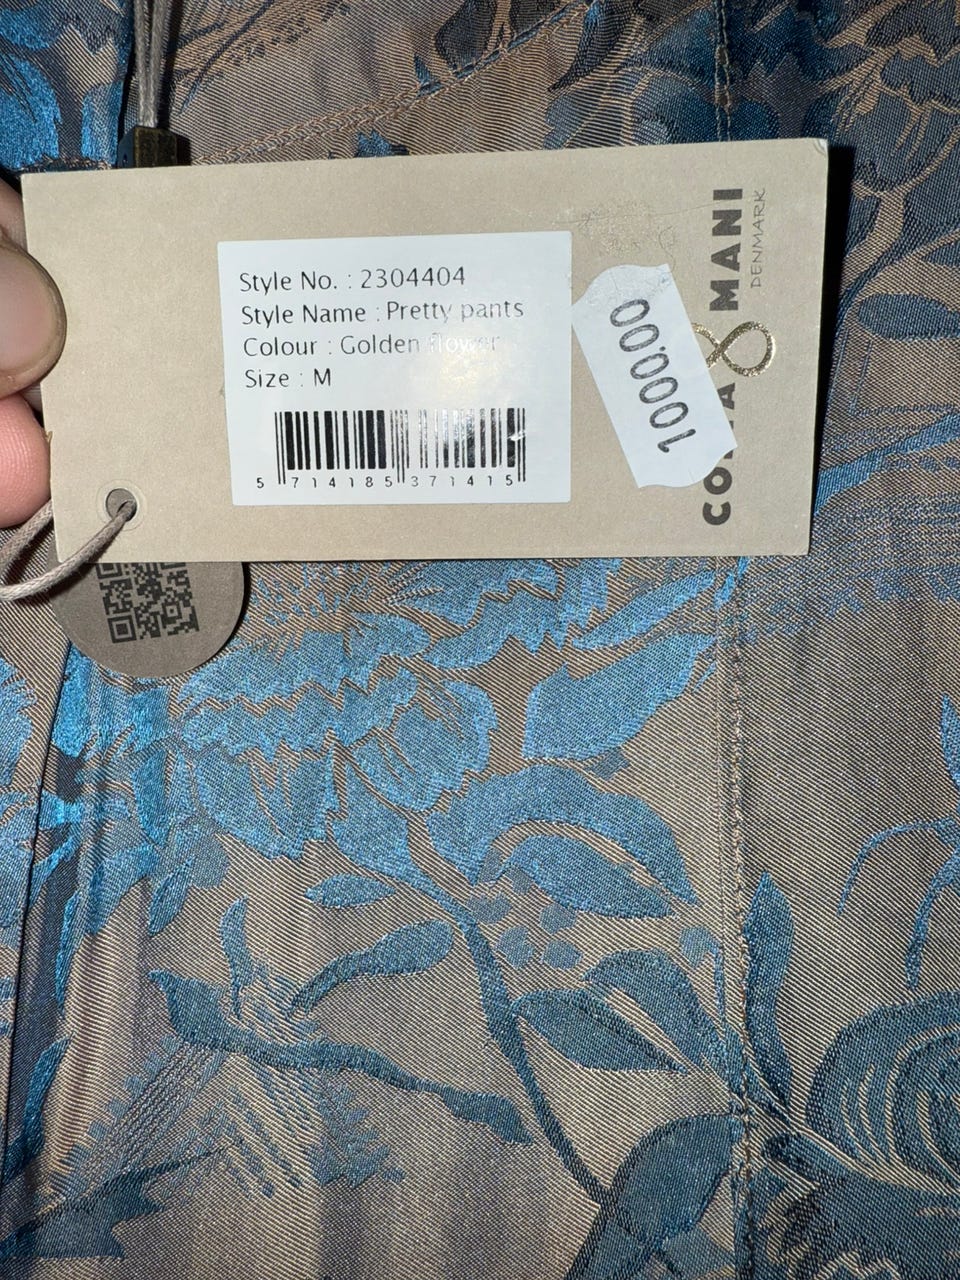 Style No. : 2304404
Style Name : Pretty pants
Colour : Golden flower
Size : M
5 714185 371415
1000.00
MANI
DENMARK